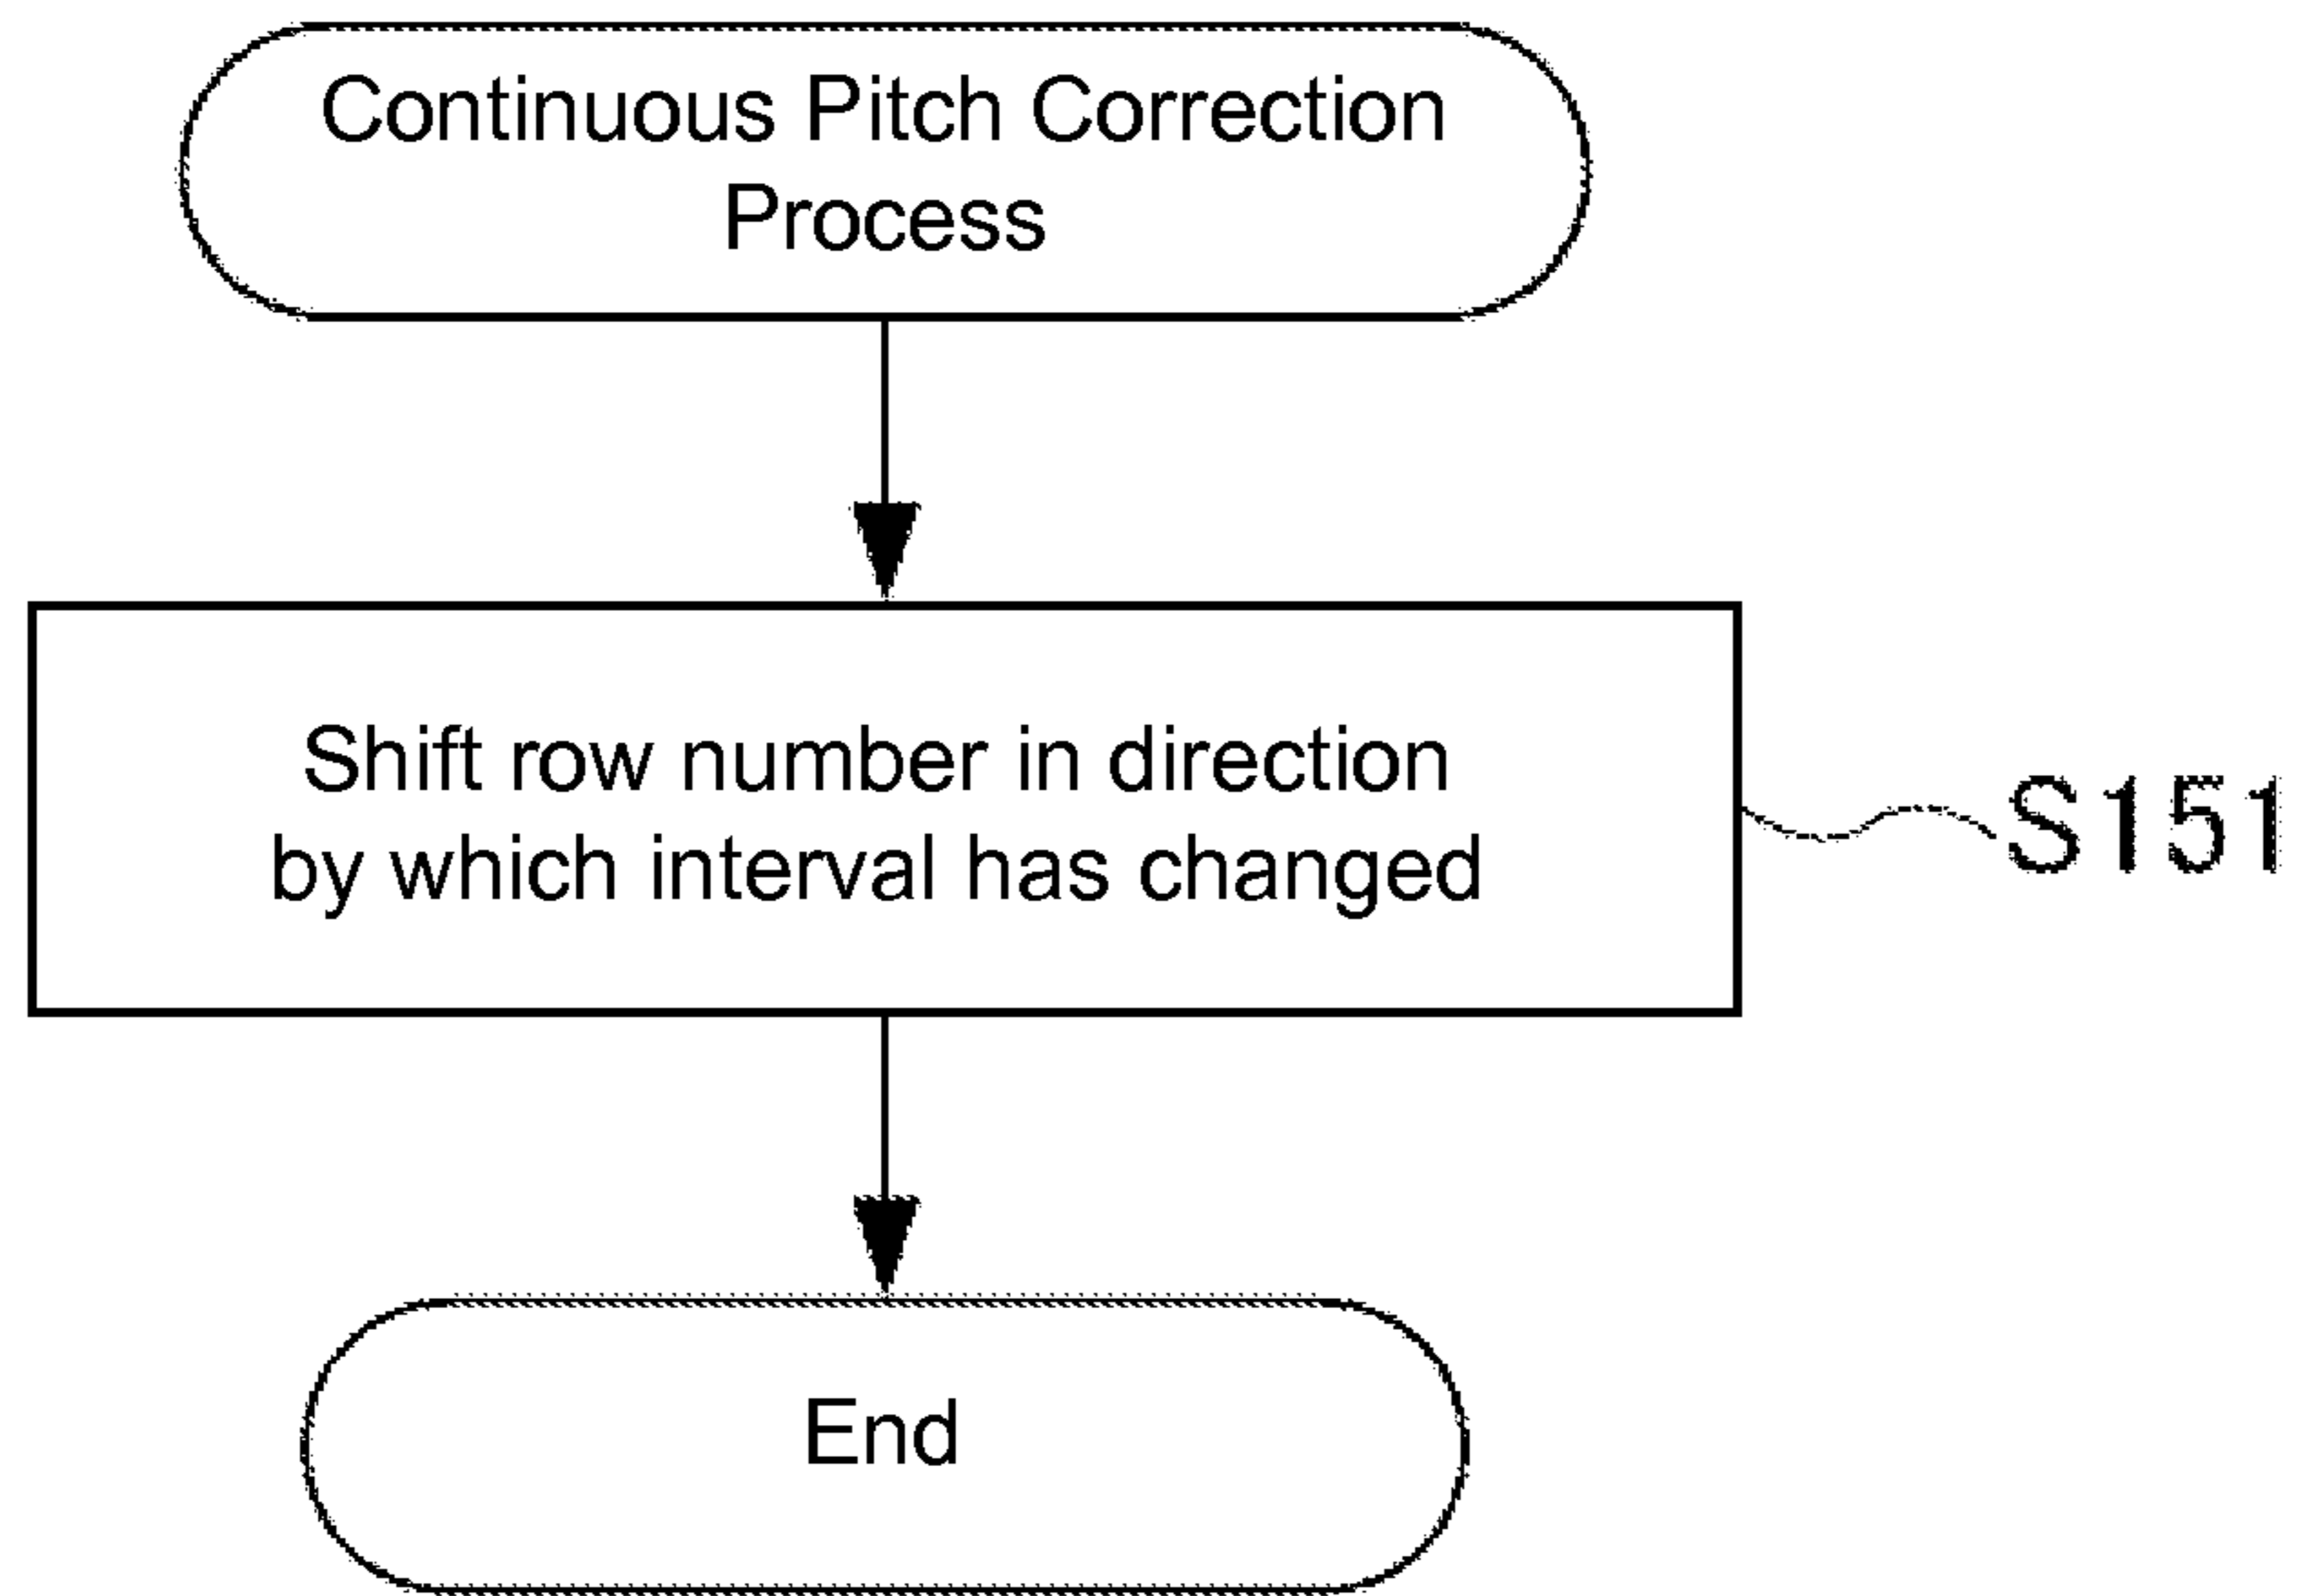 Continuous Pitch Correction
Process
Shift row number in direction
by which interval has changed
S151
End